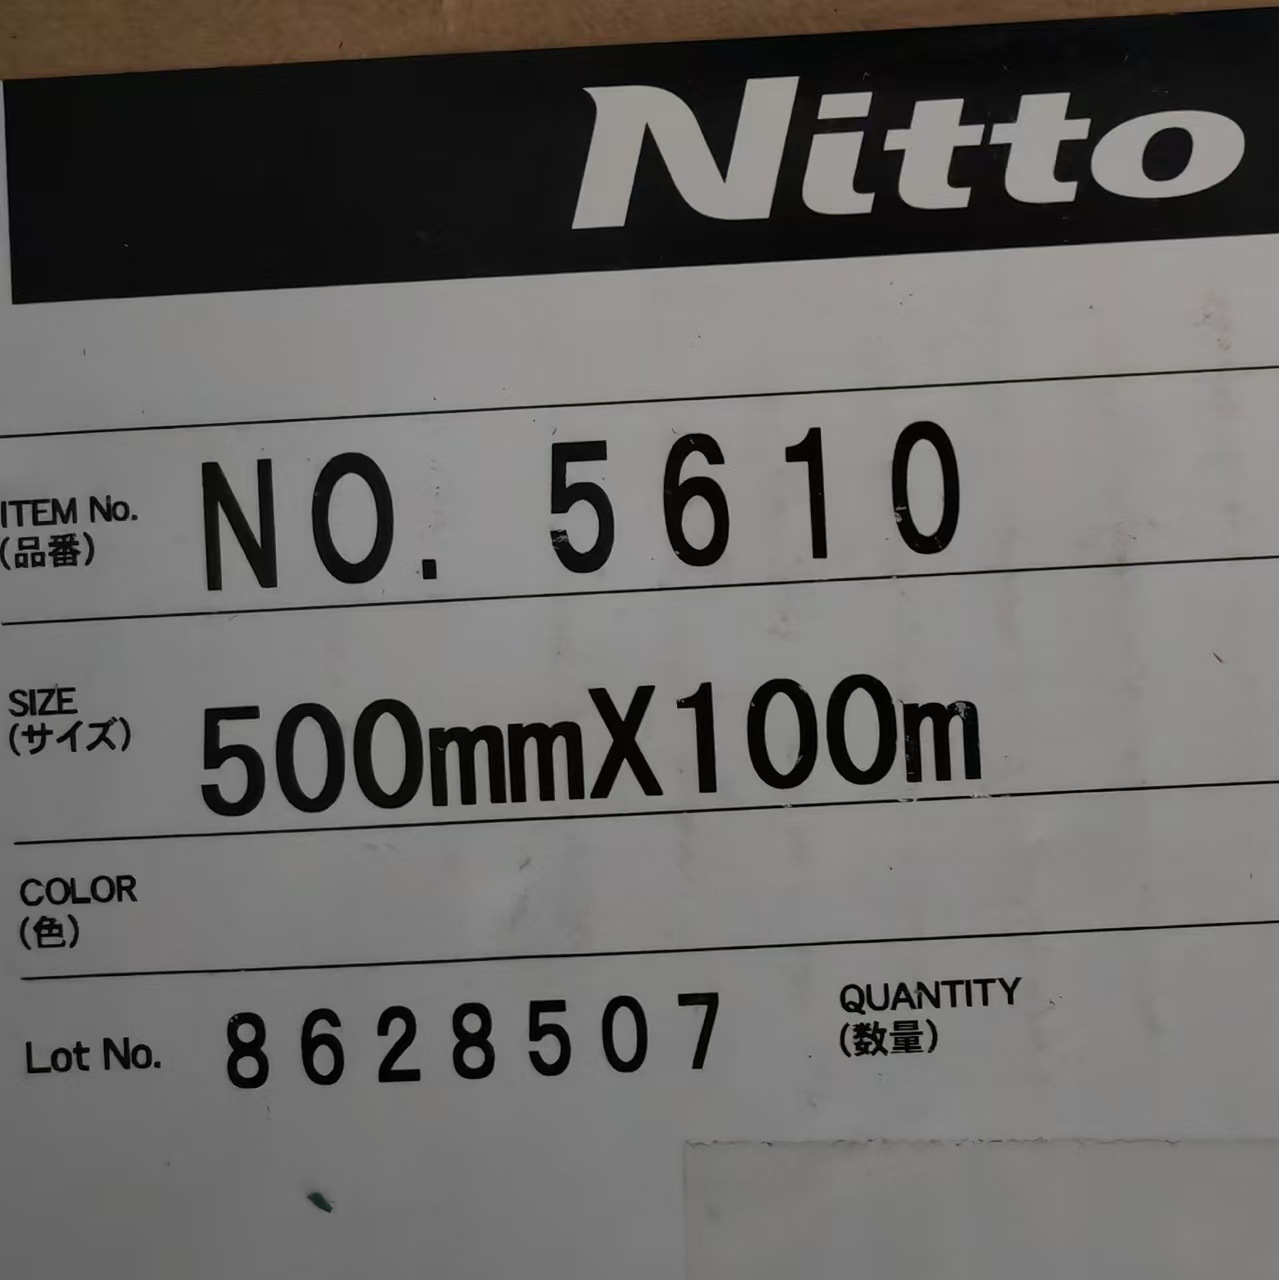 Nitto
ITEM No. NO. 5610
(品番)
SIZE 500mmX100m
(サイズ)
COLOR
(色)
Lot No. 8628507 QUANTITY
(数量)